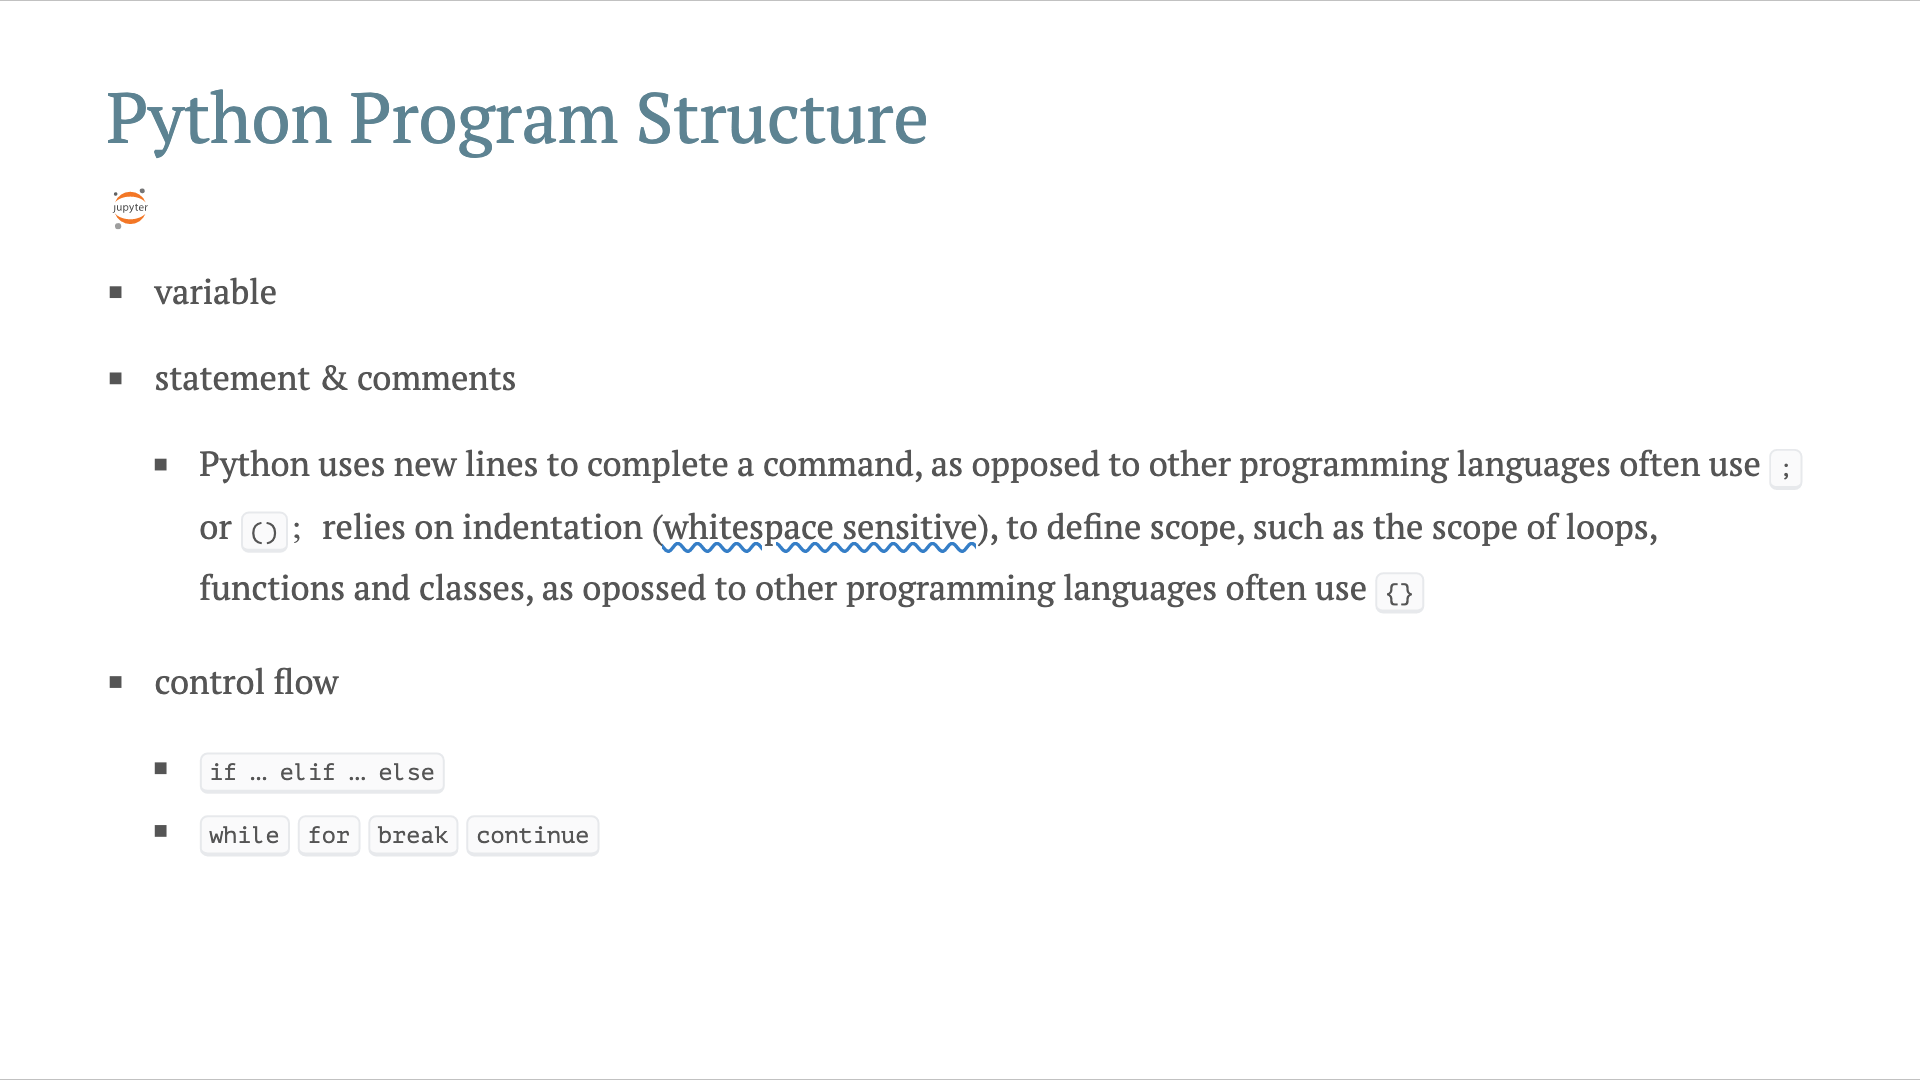 Python Program Structure
jupyter
variable
statement & comments
Python uses new lines to complete a command, as opposed to other programming languages often use ;
or () ; relies on indentation (whitespace sensitive), to define scope, such as the scope of loops,
functions and classes, as opossed to other programming languages often use {}
control flow
if … elif … else
while for break continue